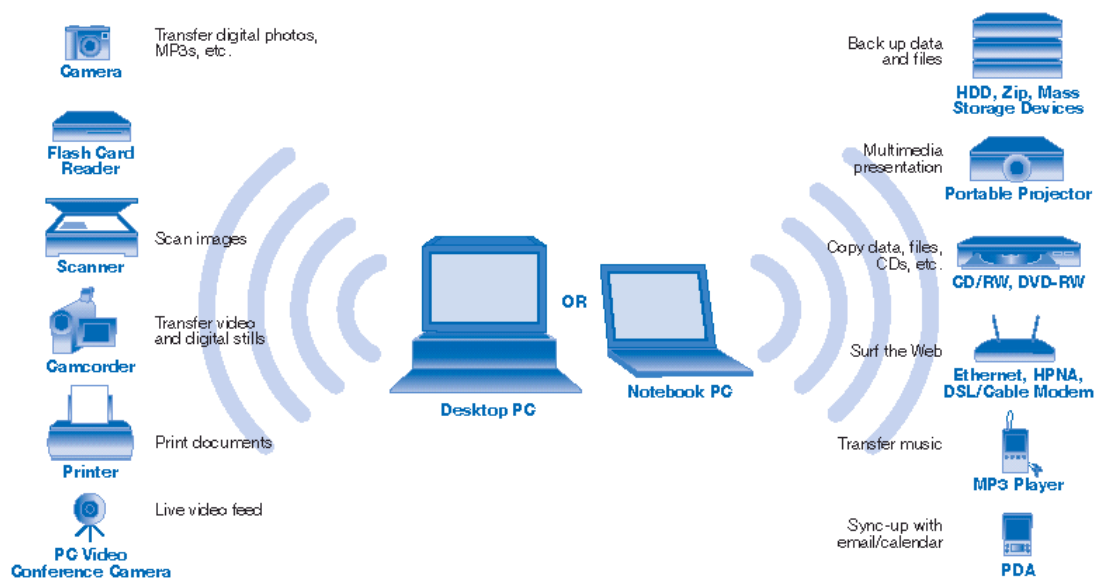 Transfer digital photos,
MP3s, etc.
Camera
Flash Card
Reader
Scan images
Scanner
Transfer video
and digital stills
Camcorder
Print documents
Printer
Live video feed
PC Video
Conference Camera
Desktop PC
OR
Notebook PC
Back up data
and files
HDD, Zip, Mass
Storage Devices
Multimedia
presentation
Portable Projector
Copy data, files,
CDs, etc.
CD/RW, DVD-RW
Surf the Web
Ethernet, HPNA,
DSL/Cable Modem
Transfer music
MP3 Player
Sync-up with
email/calendar
PDA